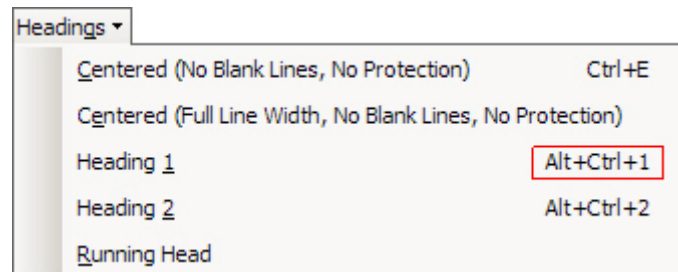 Headings
Centered (No Blank Lines, No Protection) Ctrl+E
Centered (Full Line Width, No Blank Lines, No Protection)
Heading 1 Alt+Ctrl+1
Heading 2 Alt+Ctrl+2
Running Head